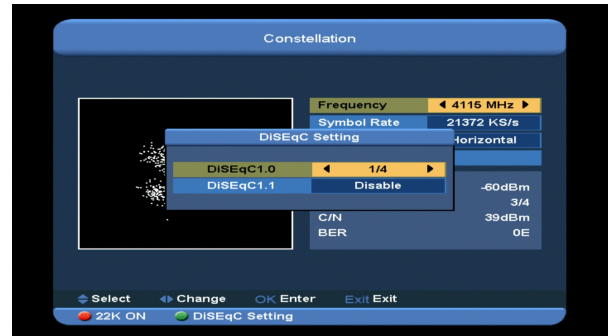 Constellation
Frequency 4115 MHz
Symbol Rate 21372 KS/s
DiSEqC Setting
Horizontal
DiSEqC1.0 1/4
DiSEqC1.1 Disable
-60dBm
3/4
C/N 39dBm
BER 0E
Select Change OK Enter Exit Exit
22K ON DiSEqC Setting